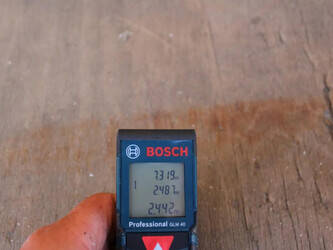 BOSCH
7.319m
2.487m
2.442m
Professional GLM 40